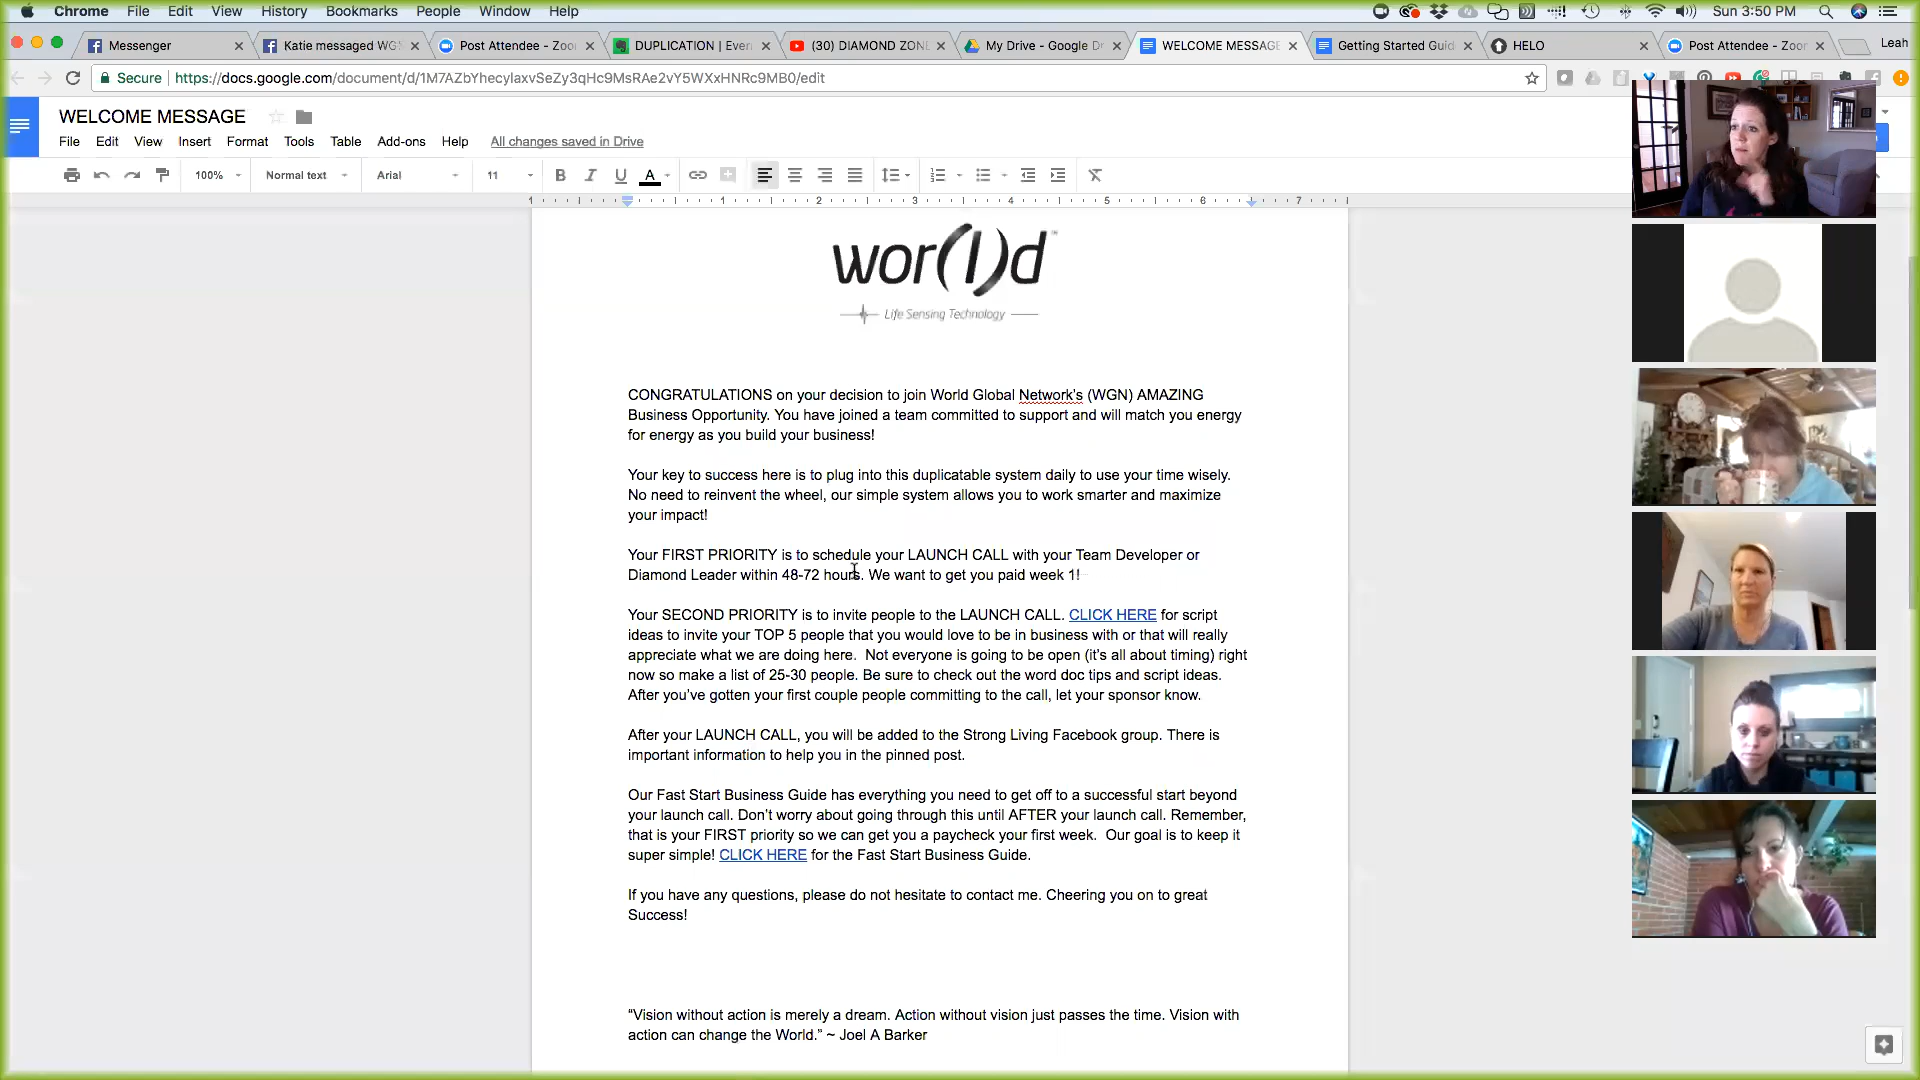 Chrome File Edit View History Bookmarks People Window Help Sun 3:50 PM
Messenger Katie messaged WG Post Attendee - Zoo DUPLICATION | Ever (30) DIAMOND ZON My Drive - Google Dr WELCOME MESSAGE Getting Started Guid HELO Post Attendee - Zoor Leah
Secure https://docs.google.com/document/d/1M7AZbYhecylaxvSeZy3qHc9MsRAe2vY5WXxHNRc9MB0/edit
WELCOME MESSAGE
File Edit View Insert Format Tools Table Add-ons Help All changes saved in Drive
100% Normal text Arial 11 B I U A
1 1 2 3 4 5 6 7
wor(l)d™
Life Sensing Technology
CONGRATULATIONS on your decision to join World Global Network's (WGN) AMAZING
Business Opportunity. You have joined a team committed to support and will match you energy
for energy as you build your business!
Your key to success here is to plug into this duplicatable system daily to use your time wisely.
No need to reinvent the wheel, our simple system allows you to work smarter and maximize
your impact!
Your FIRST PRIORITY is to schedule your LAUNCH CALL with your Team Developer or
Diamond Leader within 48-72 hours. We want to get you paid week 1!
Your SECOND PRIORITY is to invite people to the LAUNCH CALL. CLICK HERE for script
ideas to invite your TOP 5 people that you would love to be in business with or that will really
appreciate what we are doing here.  Not everyone is going to be open (it's all about timing) right
now so make a list of 25-30 people. Be sure to check out the word doc tips and script ideas.
After you've gotten your first couple people committing to the call, let your sponsor know.
After your LAUNCH CALL, you will be added to the Strong Living Facebook group. There is
important information to help you in the pinned post.
Our Fast Start Business Guide has everything you need to get off to a successful start beyond
your launch call. Don't worry about going through this until AFTER your launch call. Remember,
that is your FIRST priority so we can get you a paycheck your first week.  Our goal is to keep it
super simple! CLICK HERE for the Fast Start Business Guide.
If you have any questions, please do not hesitate to contact me. Cheering you on to great
Success!
“Vision without action is merely a dream. Action without vision just passes the time. Vision with
action can change the World.” ~ Joel A Barker